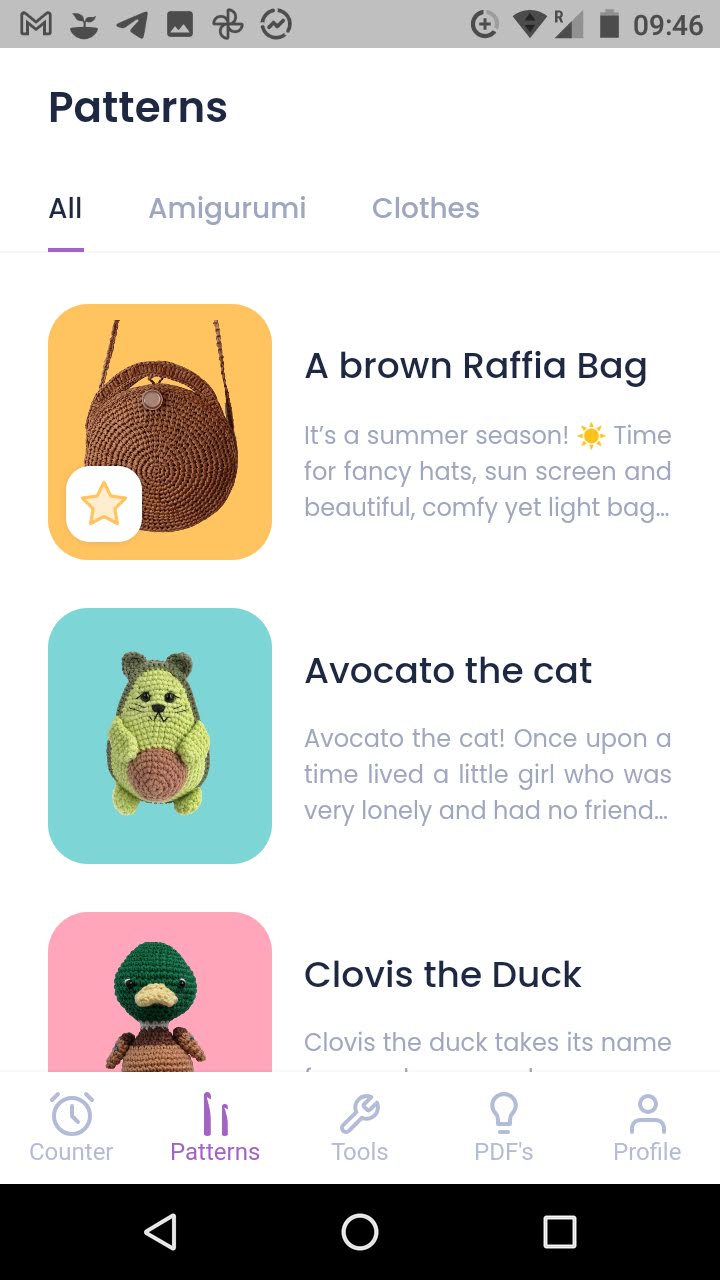 R
09:46
Patterns
All Amigurumi Clothes
A brown Raffia Bag
It’s a summer season! ☀️ Time
for fancy hats, sun screen and
beautiful, comfy yet light bag...
Avocato the cat
Avocato the cat! Once upon a
time lived a little girl who was
very lonely and had no friend...
Clovis the Duck
Clovis the duck takes its name
Counter Patterns Tools PDF's Profile